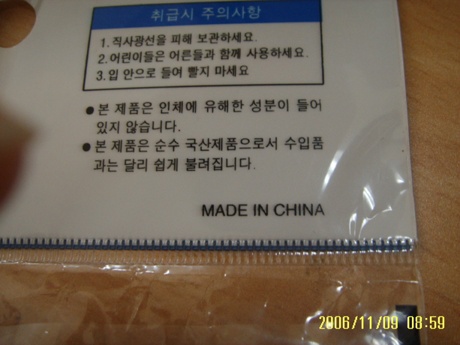 취급시 주의사항
1. 직사광선을 피해 보관하세요.
2. 어린이들은 어른들과 함께 사용하세요.
3. 입 안으로 들여 빨지 마세요
● 본 제품은 인체에 유해한 성분이 들어
있지 않습니다.
● 본 제품은 순수 국산제품으로서 수입품
과는 달리 쉽게 불려집니다.
MADE IN CHINA
2006/11/09 08:59